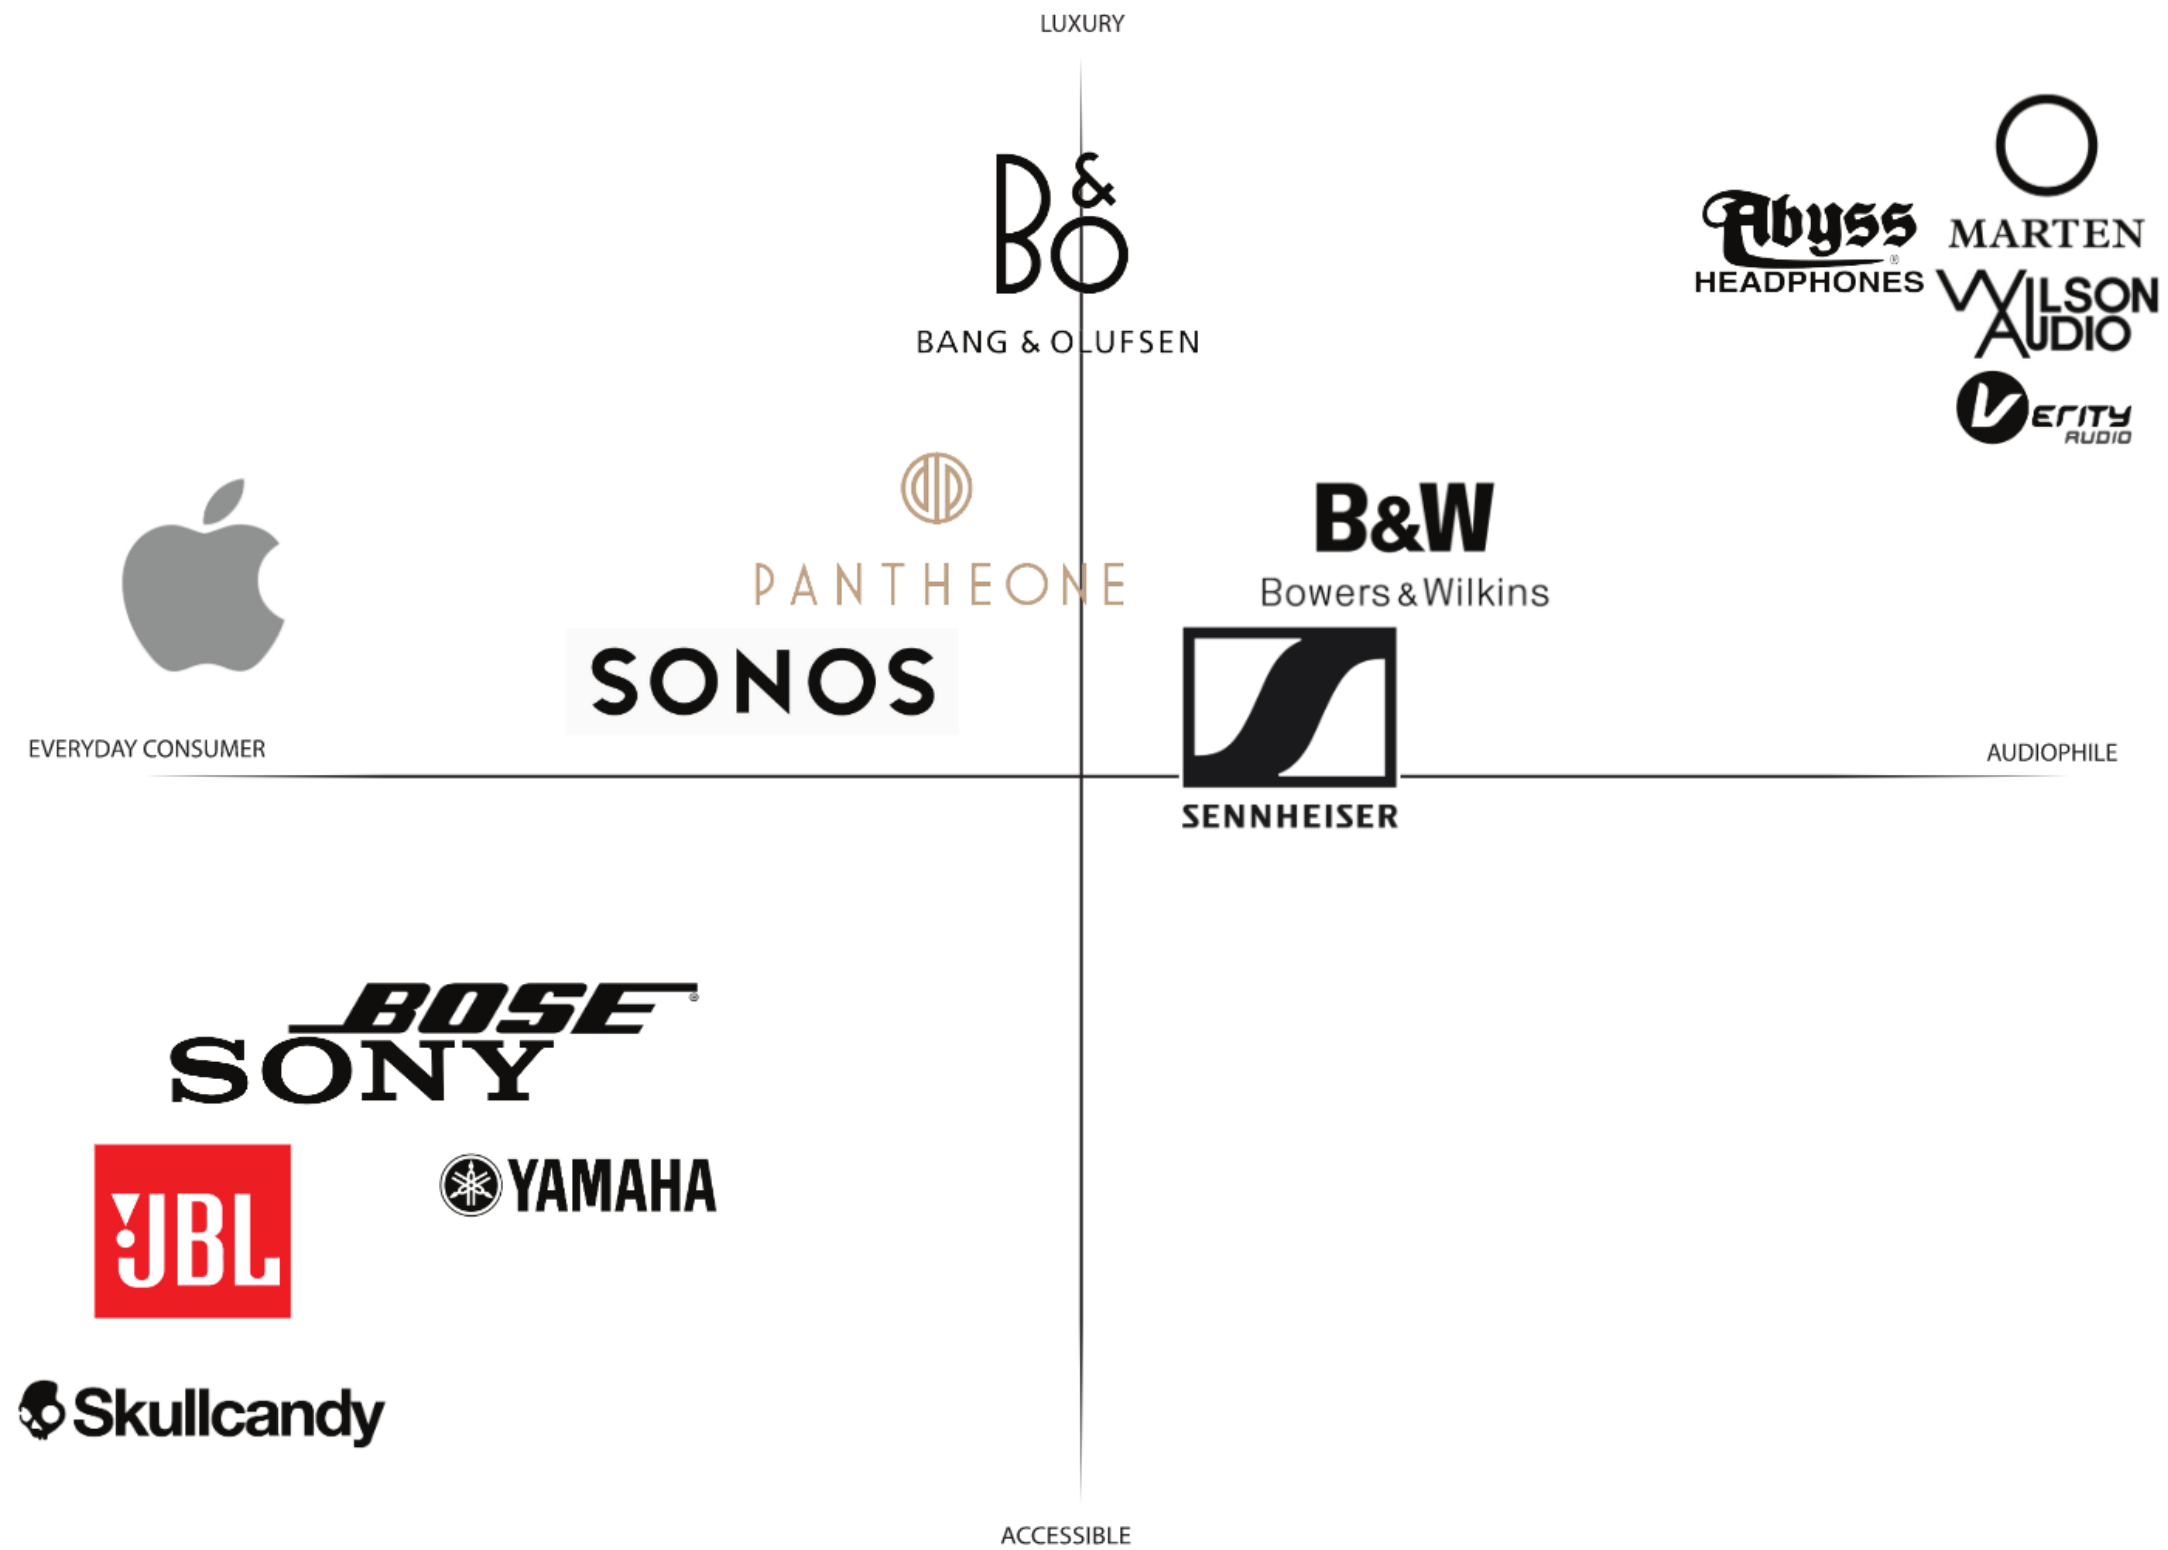 LUXURY
B&O
BANG & OLUFSEN
Abyss®
HEADPHONES
MARTEN
WILSON
AUDIO
VERITY
AUDIO
PANTHEONE
B&W
Bowers & Wilkins
SONOS
SENNHEISER
EVERYDAY CONSUMER
AUDIOPHILE
BOSE®
SONY
JBL
YAMAHA
Skullcandy
ACCESSIBLE